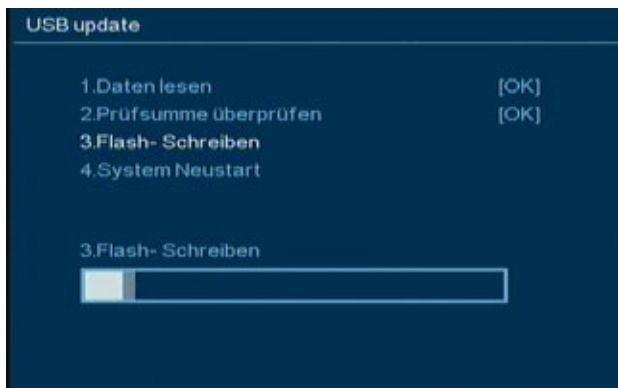 USB update
1.Daten lesen [OK]
2.Prüfsumme überprüfen [OK]
3.Flash- Schreiben
4.System Neustart
3.Flash- Schreiben